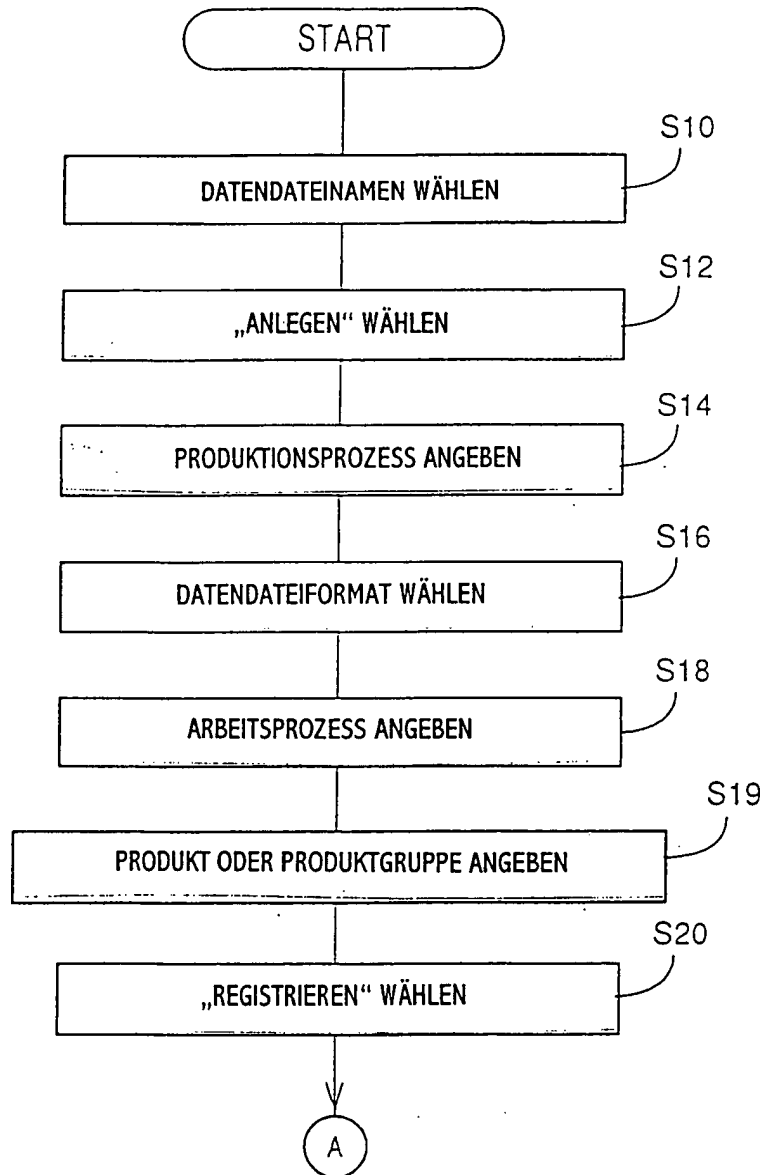 START
S10
DATENDATEINAMEN WÄHLEN
S12
„ANLEGEN“ WÄHLEN
S14
PRODUKTIONSPROZESS ANGEBEN
S16
DATENDATEIFORMAT WÄHLEN
S18
ARBEITSPROZESS ANGEBEN
S19
PRODUKT ODER PRODUKTGRUPPE ANGEBEN
S20
„REGISTRIEREN“ WÄHLEN
A